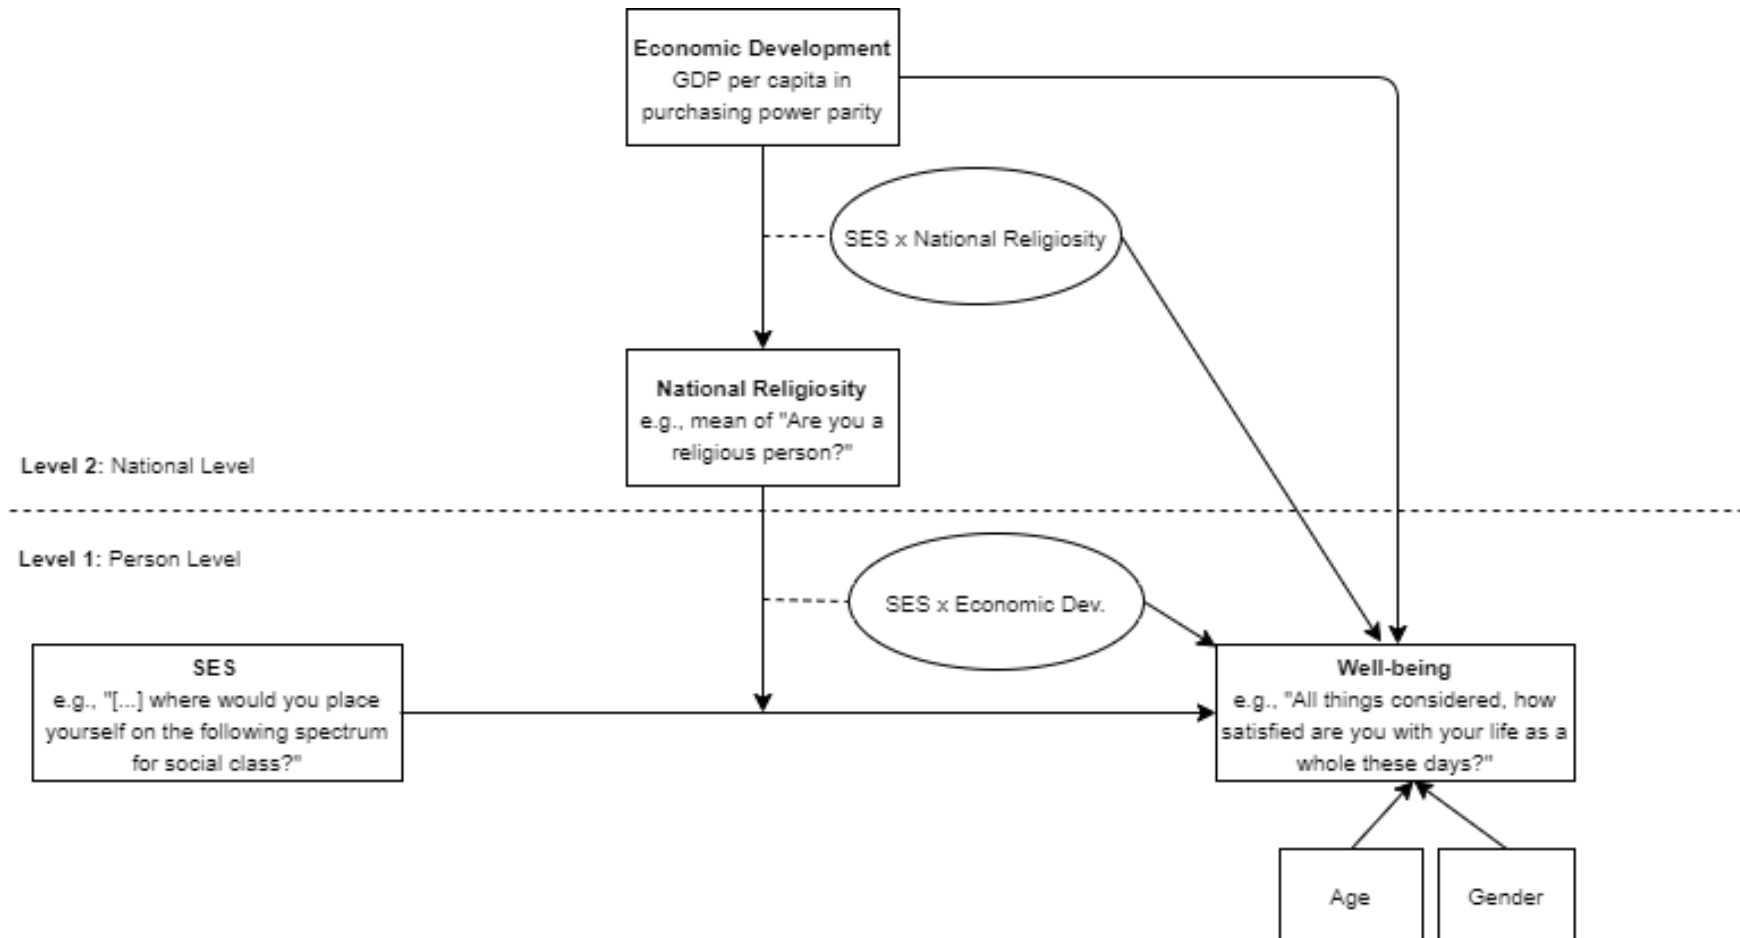 Economic Development
GDP per capita in
purchasing power parity
SES x National Religiosity
National Religiosity
e.g., mean of "Are you a
religious person?"
Level 2: National Level
Level 1: Person Level
SES x Economic Dev.
SES
e.g., "[...] where would you place
yourself on the following spectrum
for social class?"
Well-being
e.g., "All things considered, how
satisfied are you with your life as a
whole these days?"
Age
Gender